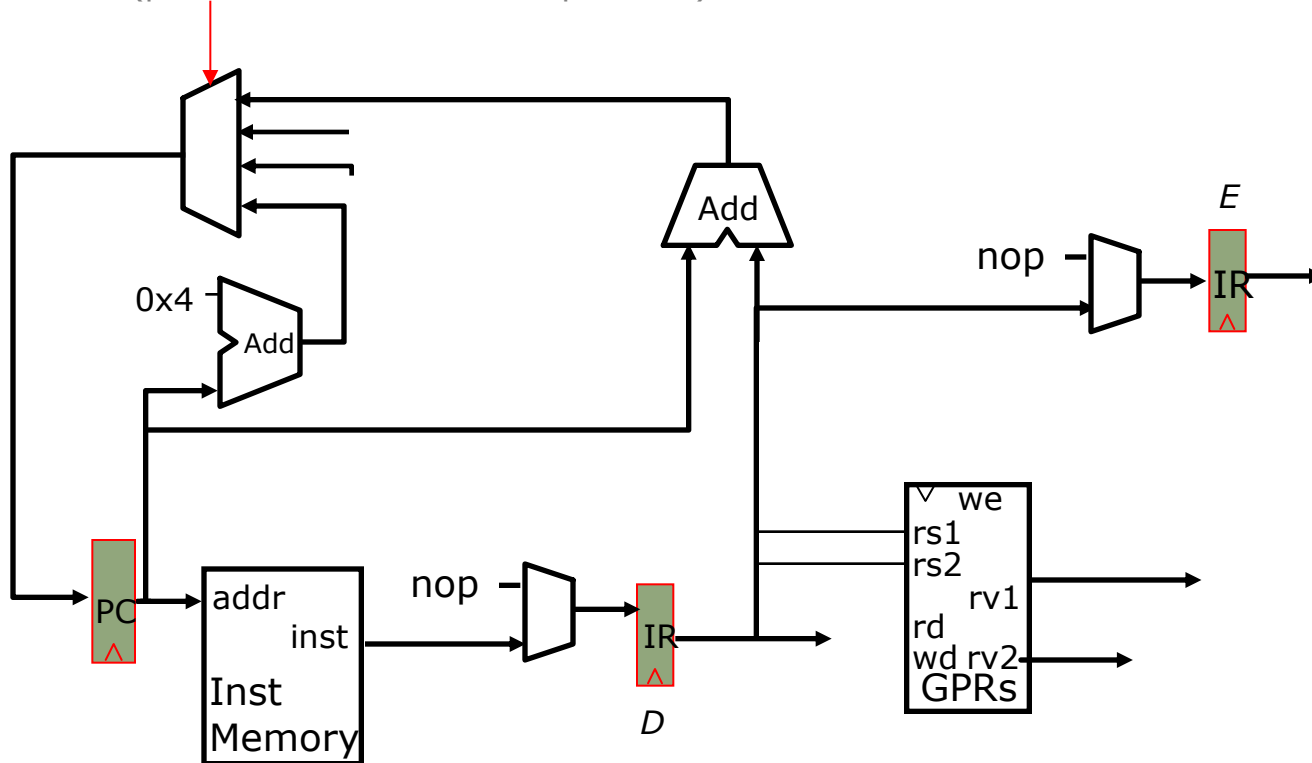 E
nop
IR
Add
0x4
Add
we
rs1
rs2
rv1
rd
wd rv2
GPRs
nop
PC
addr
inst
Inst
Memory
IR
D